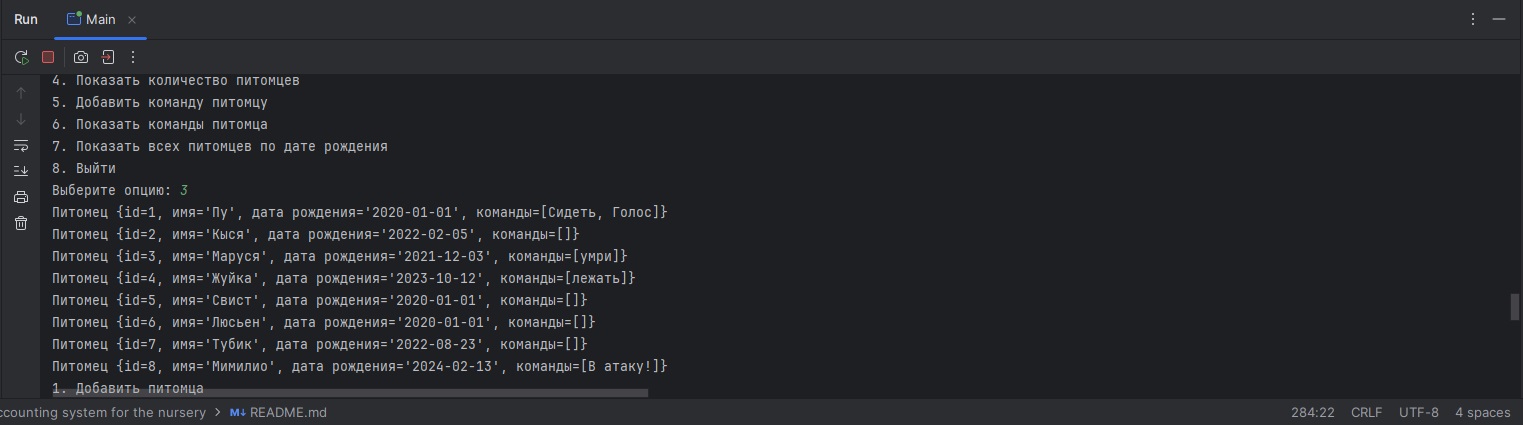 Run Main
4. Показать количество питомцев
5. Добавить команду питомцу
6. Показать команды питомца
7. Показать всех питомцев по дате рождения
8. Выйти
Выберите опцию: 3
Питомец {id=1, имя='Пу', дата рождения='2020-01-01', команды=[Сидеть, Голос]}
Питомец {id=2, имя='Кыся', дата рождения='2022-02-05', команды=[]}
Питомец {id=3, имя='Маруся', дата рождения='2021-12-03', команды=[умри]}
Питомец {id=4, имя='Жуйка', дата рождения='2023-10-12', команды=[лежать]}
Питомец {id=5, имя='Свист', дата рождения='2020-01-01', команды=[]}
Питомец {id=6, имя='Люсьен', дата рождения='2020-01-01', команды=[]}
Питомец {id=7, имя='Тубик', дата рождения='2022-08-23', команды=[]}
Питомец {id=8, имя='Мимилио', дата рождения='2024-02-13', команды=[В атаку!]}
1. Добавить питомца
ccounting system for the nursery > M↓ README.md 284:22 CRLF UTF-8 4 spaces